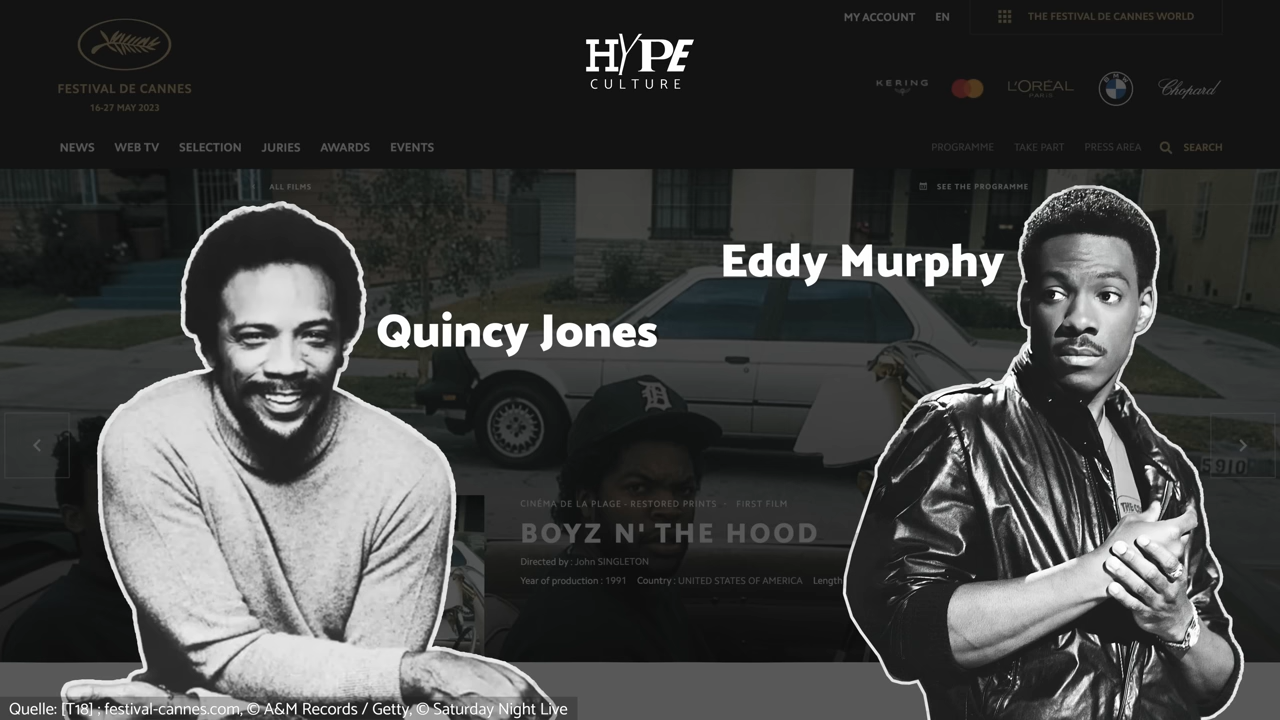 MY ACCOUNT EN THE FESTIVAL DE CANNES WORLD
HYPE
CULTURE
FESTIVAL DE CANNES
16-27 MAY 2023
KERING
L'ORÉAL
PARIS
BMW
Chopard
NEWS WEB TV SELECTION JURIES AWARDS EVENTS
PROGRAMME TAKE PART PRESS AREA SEARCH
ALL FILMS
SEE THE PROGRAMME
Eddy Murphy
Quincy Jones
D
5910
THE C
CINÉMA DE LA PLAGE - RESTORED PRINTS - FIRST FILM
BOYZ N' THE HOOD
Directed by : John SINGLETON
Year of production : 1991 Country : UNITED STATES OF AMERICA Length
Quelle: [T18] : festival-cannes.com, © A&M Records / Getty, © Saturday Night Live